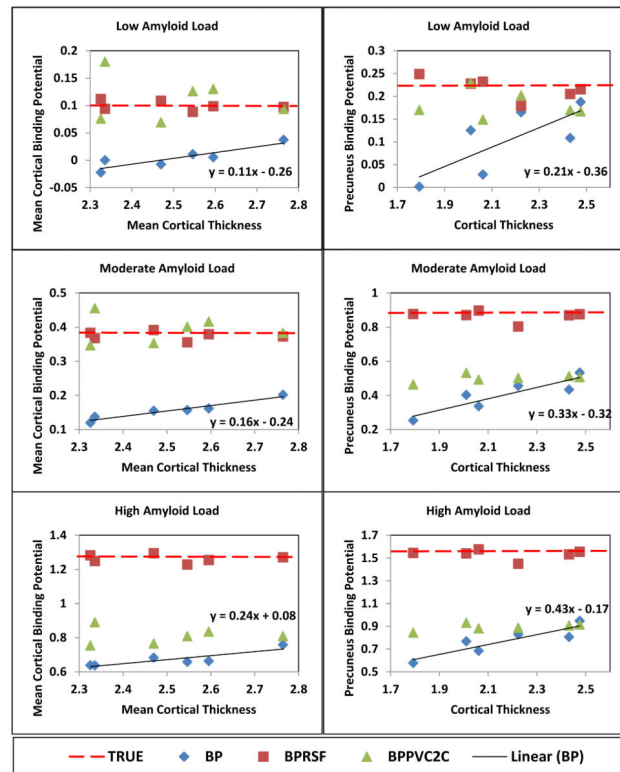 Low Amyloid Load
Mean Cortical Binding Potential
0.2
0.15
0.1
0.05
0
-0.05
2.3 2.4 2.5 2.6 2.7 2.8
y = 0.11x - 0.26
Mean Cortical Thickness
Low Amyloid Load
Precuneus Binding Potential
0.3
0.25
0.2
0.15
0.1
0.05
0
1.7 1.9 2.1 2.3 2.5
y = 0.21x - 0.36
Cortical Thickness
Moderate Amyloid Load
Mean Cortical Binding Potential
0.5
0.4
0.3
0.2
0.1
2.3 2.4 2.5 2.6 2.7 2.8
y = 0.16x - 0.24
Mean Cortical Thickness
Moderate Amyloid Load
Precuneus Binding Potential
1
0.8
0.6
0.4
0.2
0
1.7 1.9 2.1 2.3 2.5
y = 0.33x - 0.32
Cortical Thickness
High Amyloid Load
Mean Cortical Binding Potential
1.4
1.2
1
0.8
0.6
2.3 2.4 2.5 2.6 2.7 2.8
y = 0.24x + 0.08
Mean Cortical Thickness
High Amyloid Load
Precuneus Binding Potential
1.7
1.5
1.3
1.1
0.9
0.7
0.5
1.7 1.9 2.1 2.3 2.5
y = 0.43x - 0.17
Cortical Thickness
TRUE BP BPRSF BPPVC2C Linear (BP)